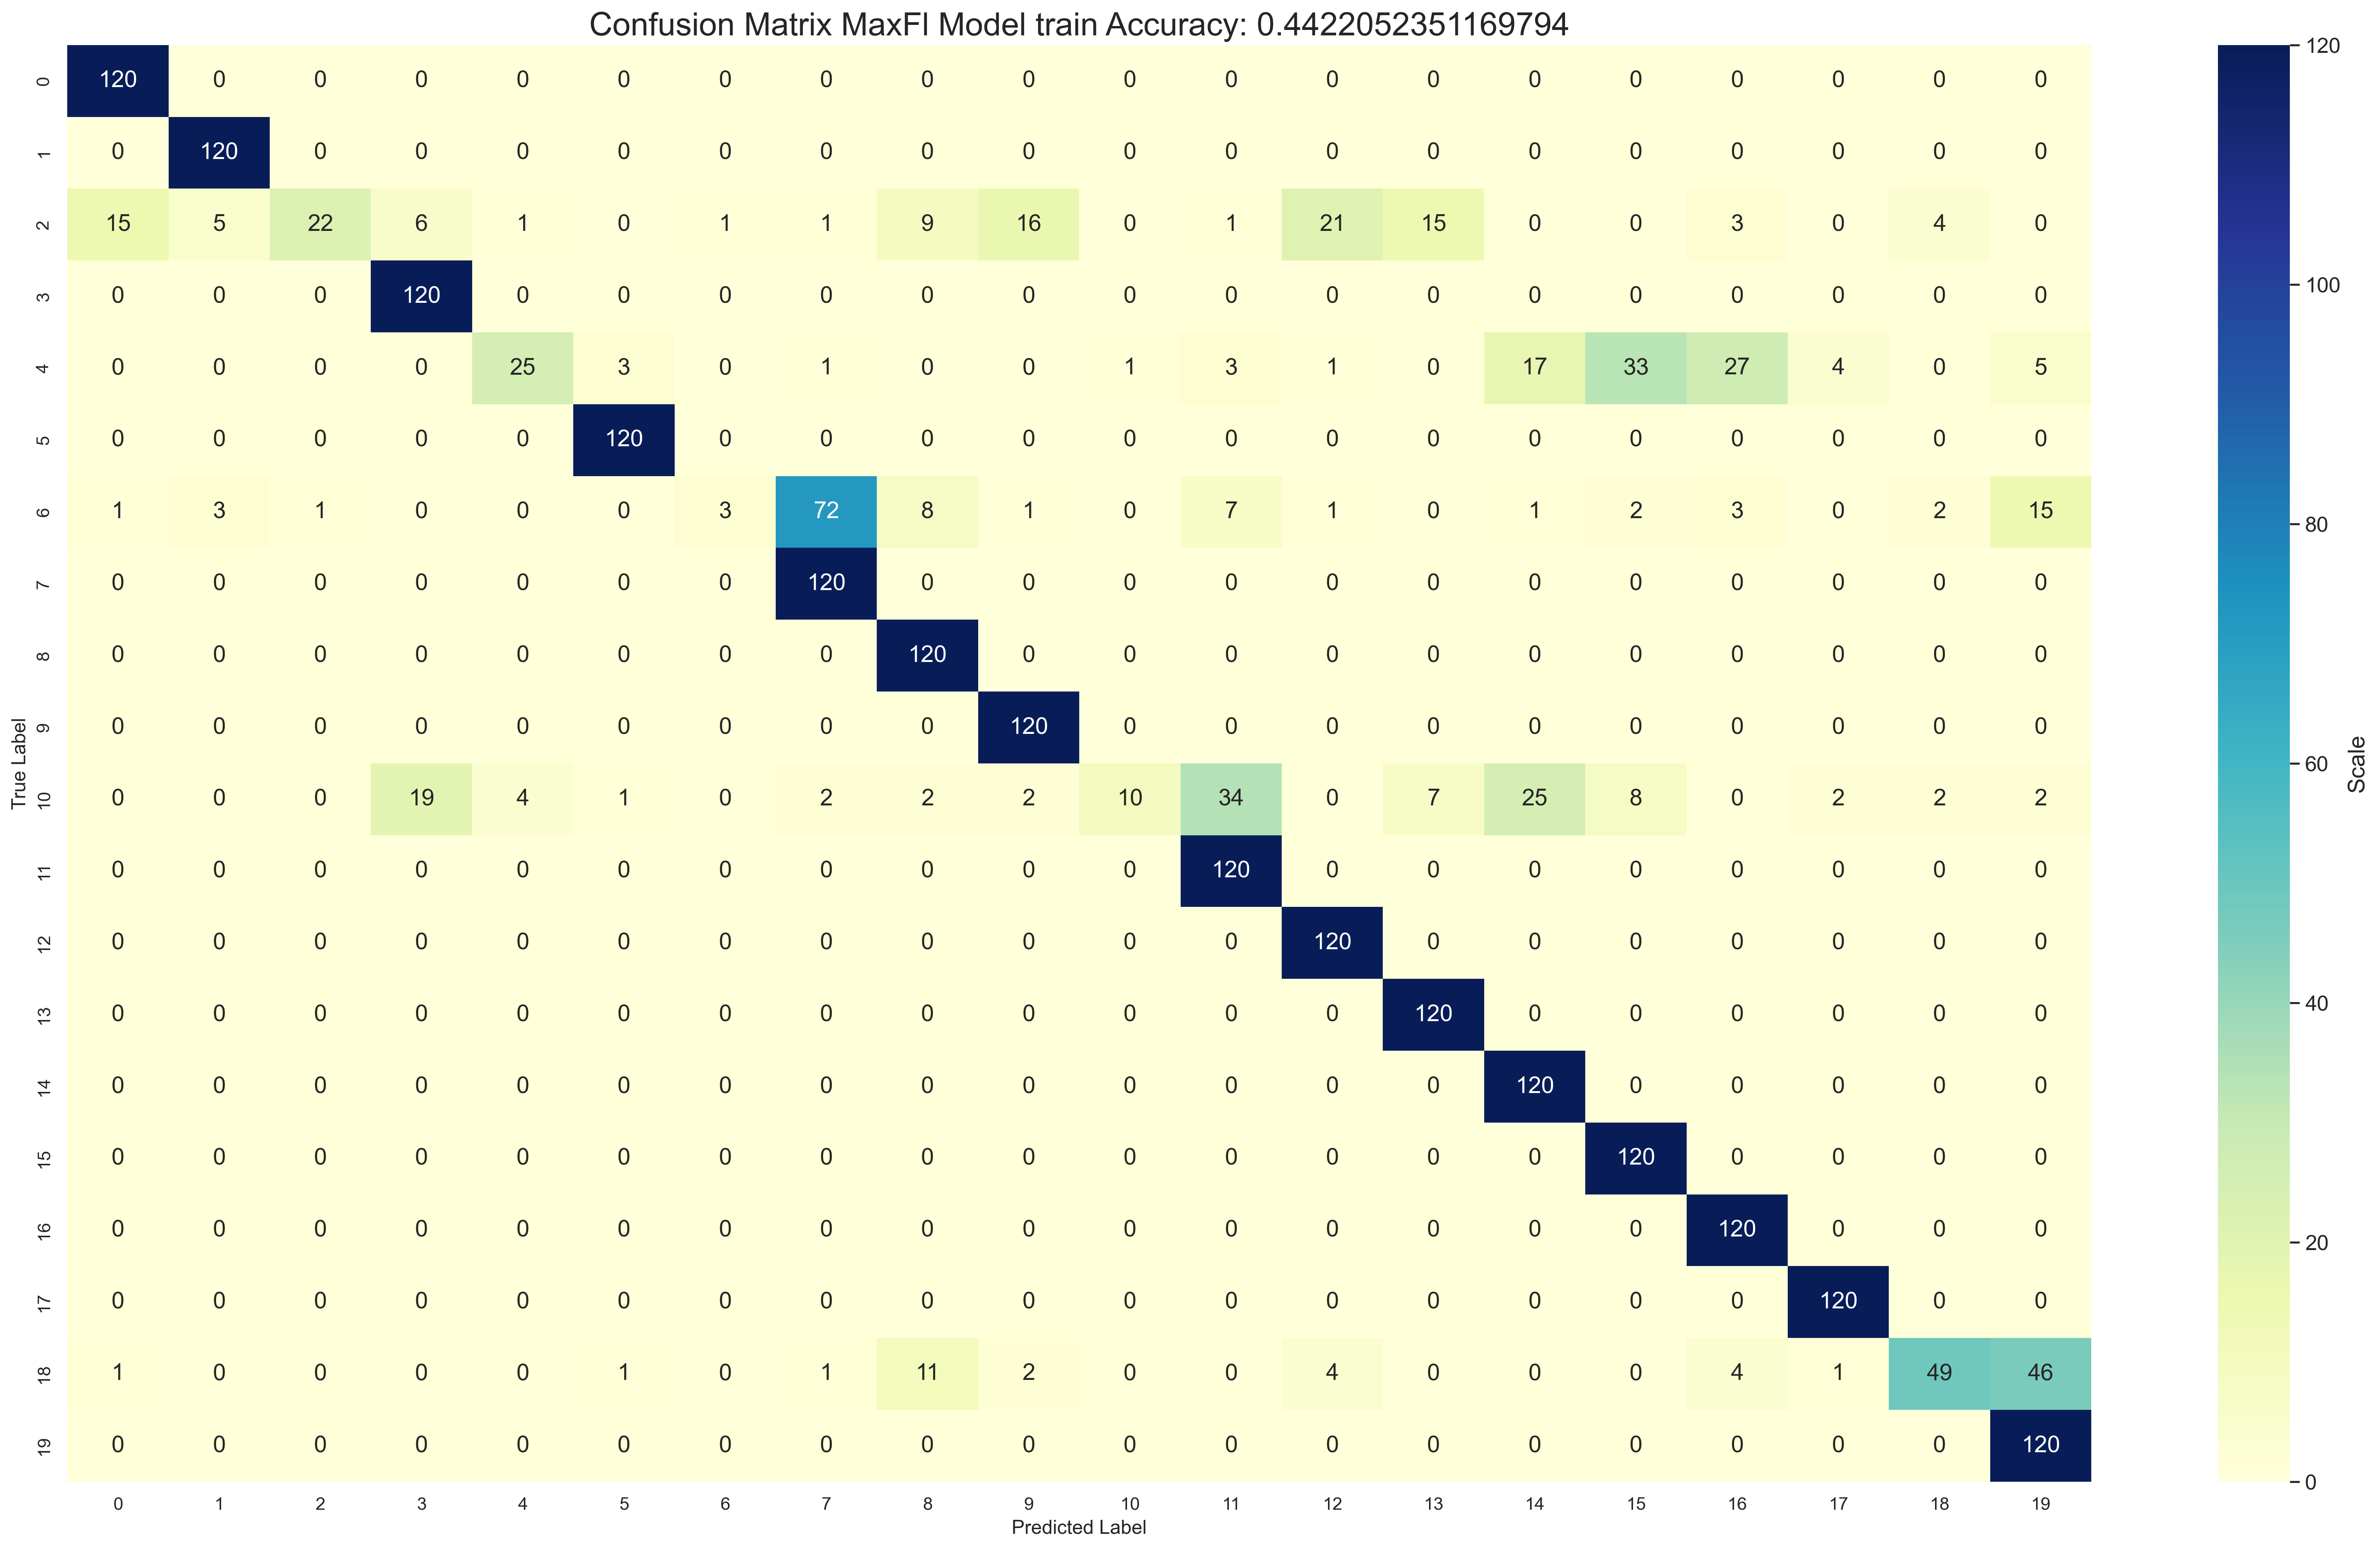 Confusion Matrix MaxFl Model train Accuracy: 0.4422052351169794
0 120 0 0 0 0 0 0 0 0 0 0 0 0 0 0 0 0 0 0 0
1 0 120 0 0 0 0 0 0 0 0 0 0 0 0 0 0 0 0 0 0
2 15 5 22 6 1 0 1 1 9 16 0 1 21 15 0 0 3 0 4 0
3 0 0 0 120 0 0 0 0 0 0 0 0 0 0 0 0 0 0 0 0
4 0 0 0 0 25 3 0 1 0 0 1 3 1 0 17 33 27 4 0 5
5 0 0 0 0 0 120 0 0 0 0 0 0 0 0 0 0 0 0 0 0
6 1 3 1 0 0 0 3 72 8 1 0 7 1 0 1 2 3 0 2 15
7 0 0 0 0 0 0 0 120 0 0 0 0 0 0 0 0 0 0 0 0
8 0 0 0 0 0 0 0 0 120 0 0 0 0 0 0 0 0 0 0 0
9 0 0 0 0 0 0 0 0 0 120 0 0 0 0 0 0 0 0 0 0
10 0 0 0 19 4 1 0 2 2 2 10 34 0 7 25 8 0 2 2 2
11 0 0 0 0 0 0 0 0 0 0 0 120 0 0 0 0 0 0 0 0
12 0 0 0 0 0 0 0 0 0 0 0 0 120 0 0 0 0 0 0 0
13 0 0 0 0 0 0 0 0 0 0 0 0 0 120 0 0 0 0 0 0
14 0 0 0 0 0 0 0 0 0 0 0 0 0 0 120 0 0 0 0 0
15 0 0 0 0 0 0 0 0 0 0 0 0 0 0 0 120 0 0 0 0
16 0 0 0 0 0 0 0 0 0 0 0 0 0 0 0 0 120 0 0 0
17 0 0 0 0 0 0 0 0 0 0 0 0 0 0 0 0 0 120 0 0
18 1 0 0 0 0 1 0 1 11 2 0 0 4 0 0 0 4 1 49 46
19 0 0 0 0 0 0 0 0 0 0 0 0 0 0 0 0 0 0 0 120
0 1 2 3 4 5 6 7 8 9 10 11 12 13 14 15 16 17 18 19
Predicted Label
True Label
120
100
80
60
40
20
0
Scale